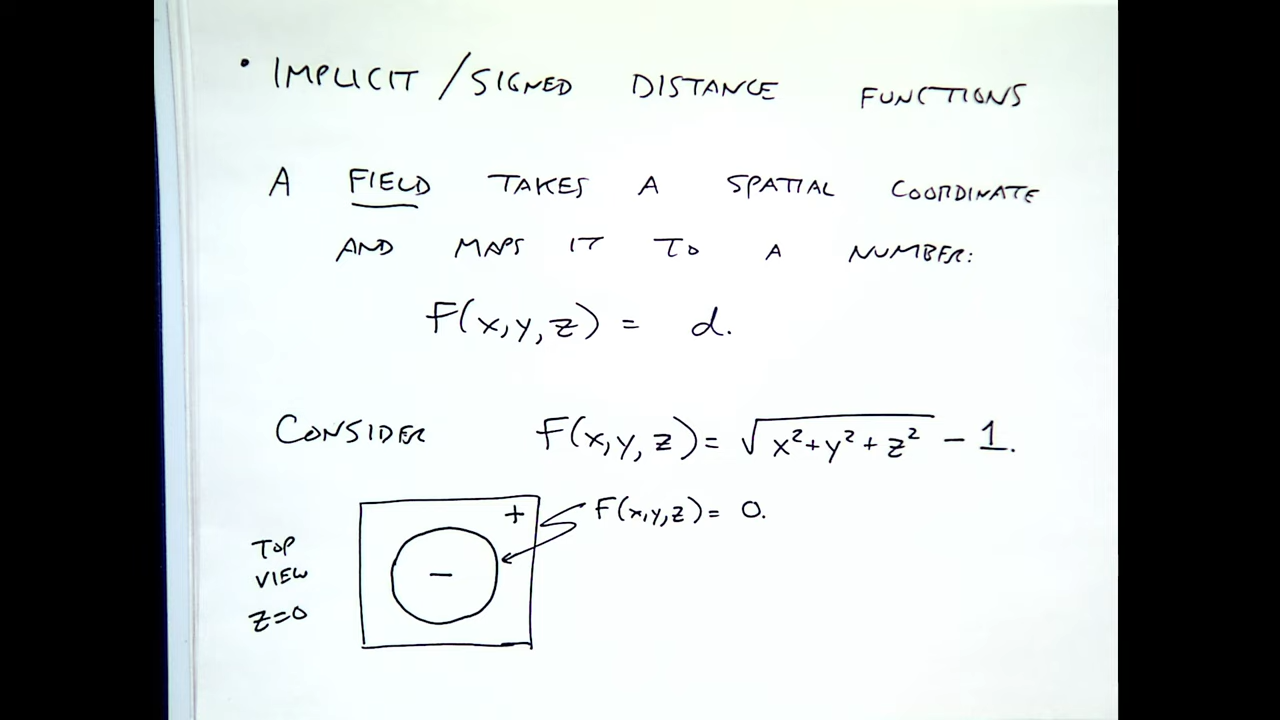 • IMPLICIT / SIGNED DISTANCE FUNCTIONS
A FIELD TAKES A SPATIAL COORDINATE
AND MAPS IT TO A NUMBER:
F(x,y,z) = d.
CONSIDER F(x,y,z) = √(x²+y²+z²) - 1.
+ F(x,y,z) = 0.
TOP
VIEW
-
z=0